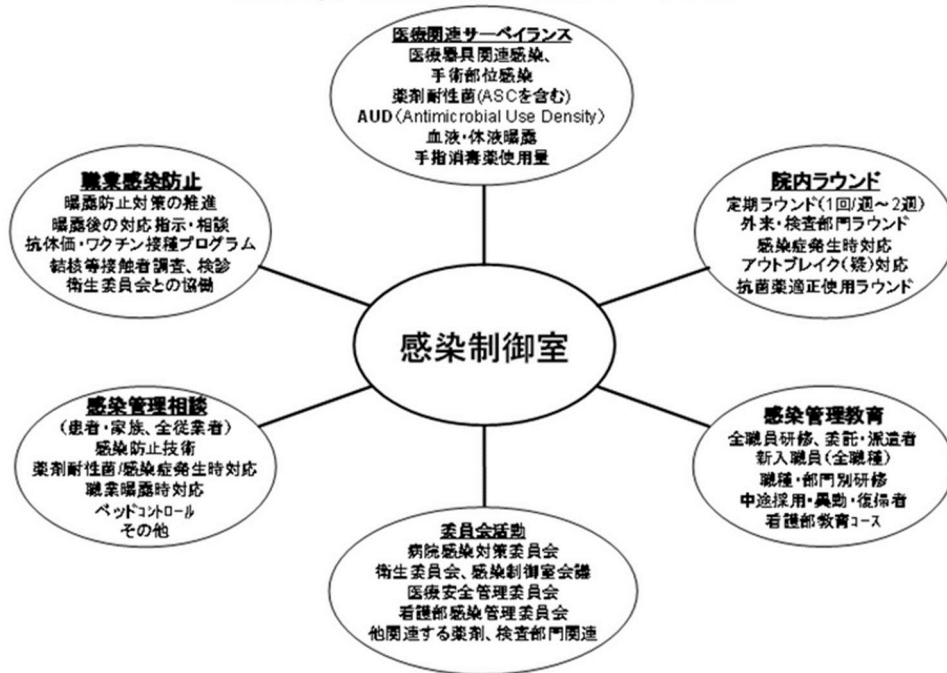 医療関連サーベイランス
医療器具関連感染、
手術部位感染
薬剤耐性菌(ASCを含む)
AUD(Antimicrobial Use Density)
血液・体液曝露
手指消毒薬使用量
職業感染防止
曝露防止対策の推進
曝露後の対応指示・相談
抗体価・ワクチン接種プログラム
結核等接触者調査、検診
衛生委員会との協働
院内ラウンド
定期ラウンド(1回/週～2週)
外来・検査部門ラウンド
感染症発生時対応
アウトブレイク(疑)対応
抗菌薬適正使用ラウンド
感染制御室
感染管理相談
(患者・家族、全従業者)
感染防止技術
薬剤耐性菌/感染症発生時対応
職業曝露時対応
ベッドコントロール
その他
感染管理教育
全職員研修、委託・派遣者
新入職員(全職種)
職種・部門別研修
中途採用・異動・復帰者
看護部教育コース
委員会活動
病院感染対策委員会
衛生委員会、感染制御室会議
医療安全管理委員会
看護部感染管理委員会
他関連する薬剤、検査部門関連